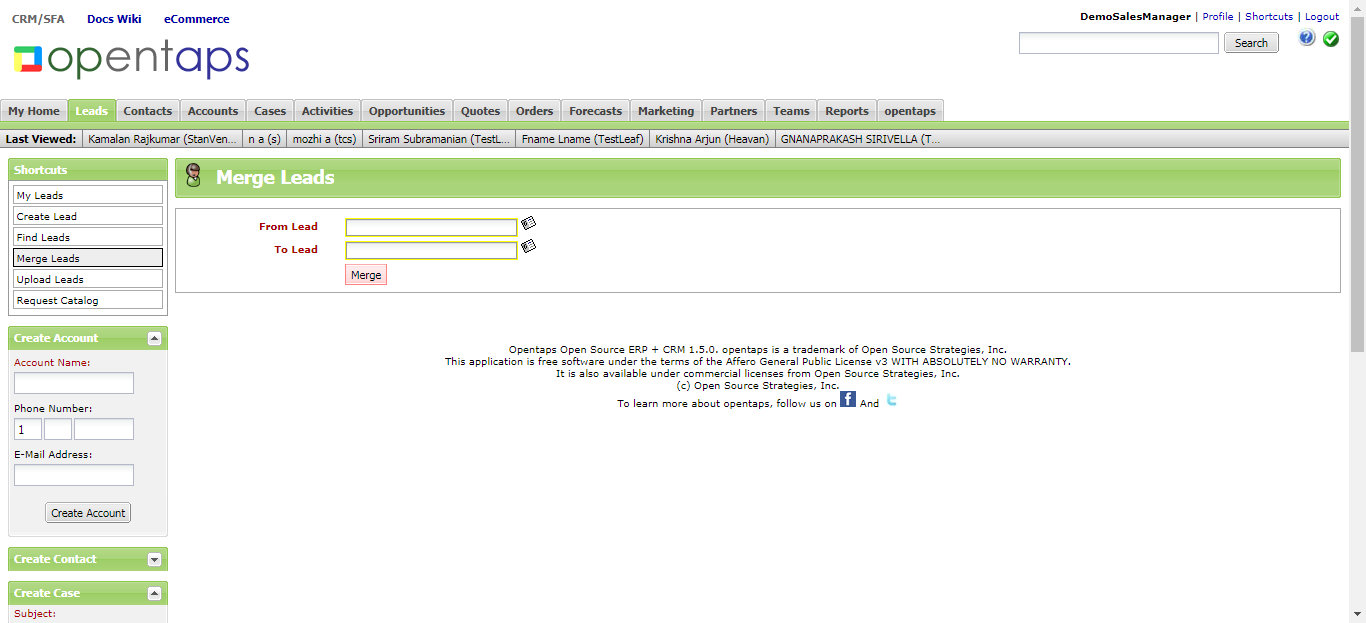 CRM/SFA Docs Wiki eCommerce
DemoSalesManager | Profile | Shortcuts | Logout
opentaps
Search
My Home Leads Contacts Accounts Cases Activities Opportunities Quotes Orders Forecasts Marketing Partners Teams Reports opentaps
Last Viewed: Kamalan Rajkumar (StanVen... n a (s) mozhi a (tcs) Sriram Subramanian (TestL... Fname Lname (TestLeaf) Krishna Arjun (Heavan) GNANAPRAKASH SIRIVELLA (T...
Shortcuts
My Leads
Create Lead
Find Leads
Merge Leads
Upload Leads
Request Catalog
Merge Leads
From Lead
To Lead
Merge
Create Account
Account Name:
Phone Number:
1
E-Mail Address:
Create Account
Create Contact
Create Case
Subject:
Opentaps Open Source ERP + CRM 1.5.0. opentaps is a trademark of Open Source Strategies, Inc.
This application is free software under the terms of the Affero General Public License v3 WITH ABSOLUTELY NO WARRANTY.
It is also available under commercial licenses from Open Source Strategies, Inc.
(c) Open Source Strategies, Inc.
To learn more about opentaps, follow us on f And t